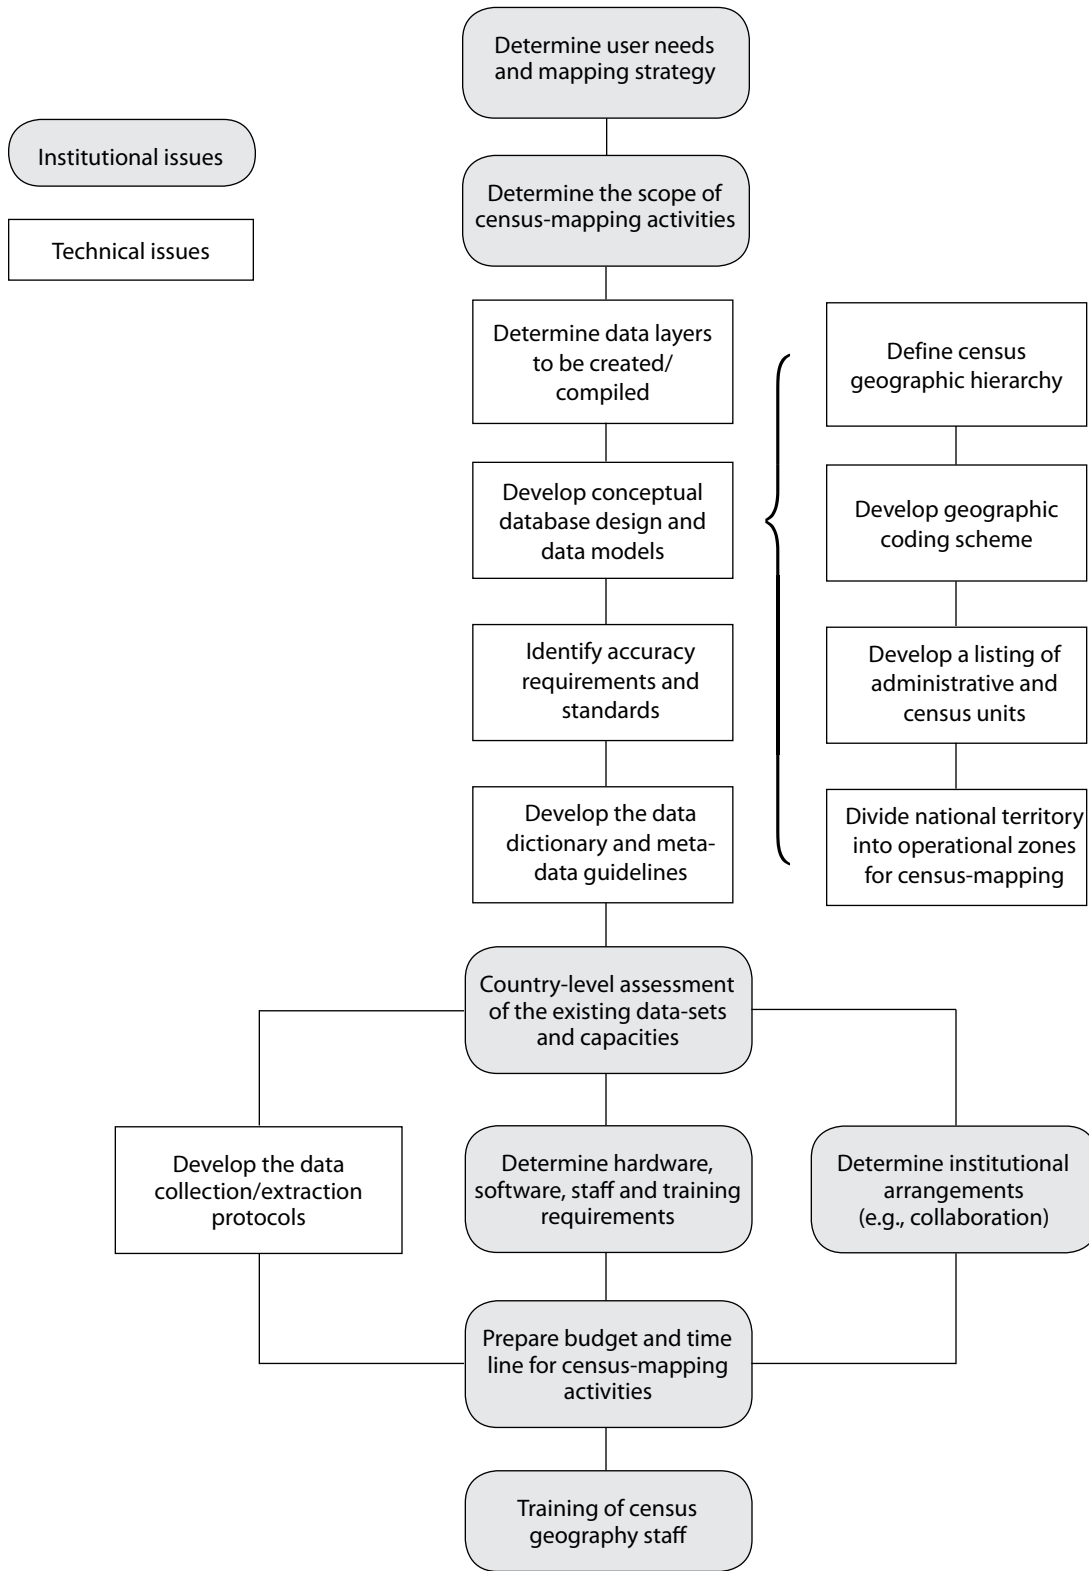 Determine user needs
and mapping strategy
Institutional issues
Technical issues
Determine the scope of
census-mapping activities
Determine data layers
to be created/
compiled
Develop conceptual
database design and
data models
Identify accuracy
requirements and
standards
Develop the data
dictionary and meta-
data guidelines
Define census
geographic hierarchy
Develop geographic
coding scheme
Develop a listing of
administrative and
census units
Divide national territory
into operational zones
for census-mapping
Country-level assessment
of the existing data-sets
and capacities
Develop the data
collection/extraction
protocols
Determine hardware,
software, staff and training
requirements
Determine institutional
arrangements
(e.g., collaboration)
Prepare budget and time
line for census-mapping
activities
Training of census
geography staff